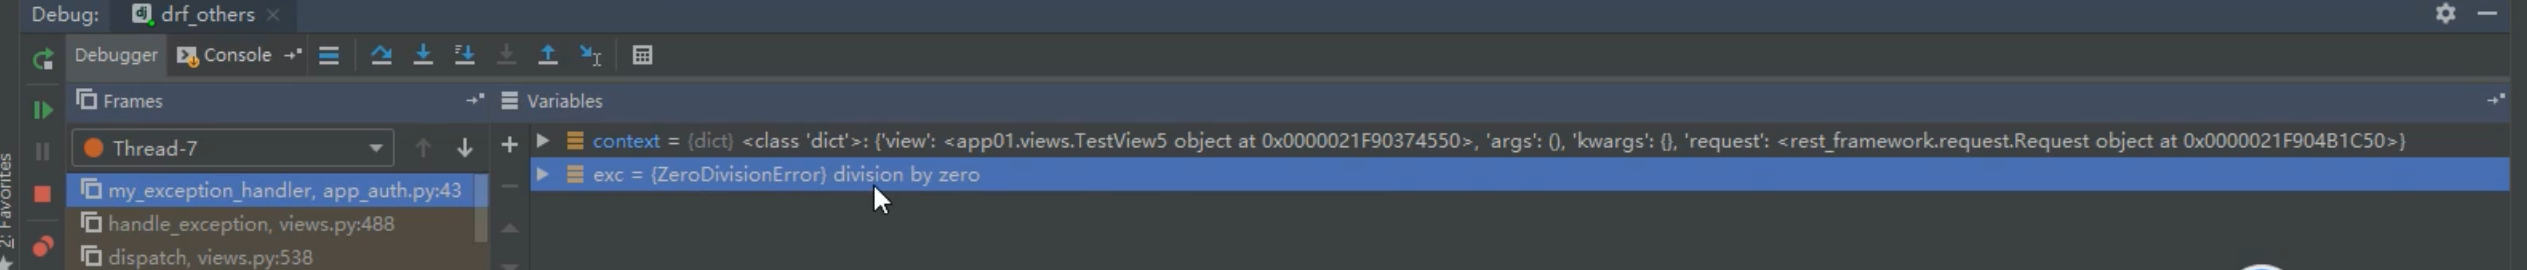 Debug: drf_others
Debugger Console
Frames Variables
Thread-7
context = {dict} <class 'dict'>: {'view': <app01.views.TestView5 object at 0x0000021F90374550>, 'args': (), 'kwargs': {}, 'request': <rest_framework.request.Request object at 0x0000021F904B1C50>}
my_exception_handler, app_auth.py:43
exc = {ZeroDivisionError} division by zero
handle_exception, views.py:488
dispatch, views.py:538
2: Favorites